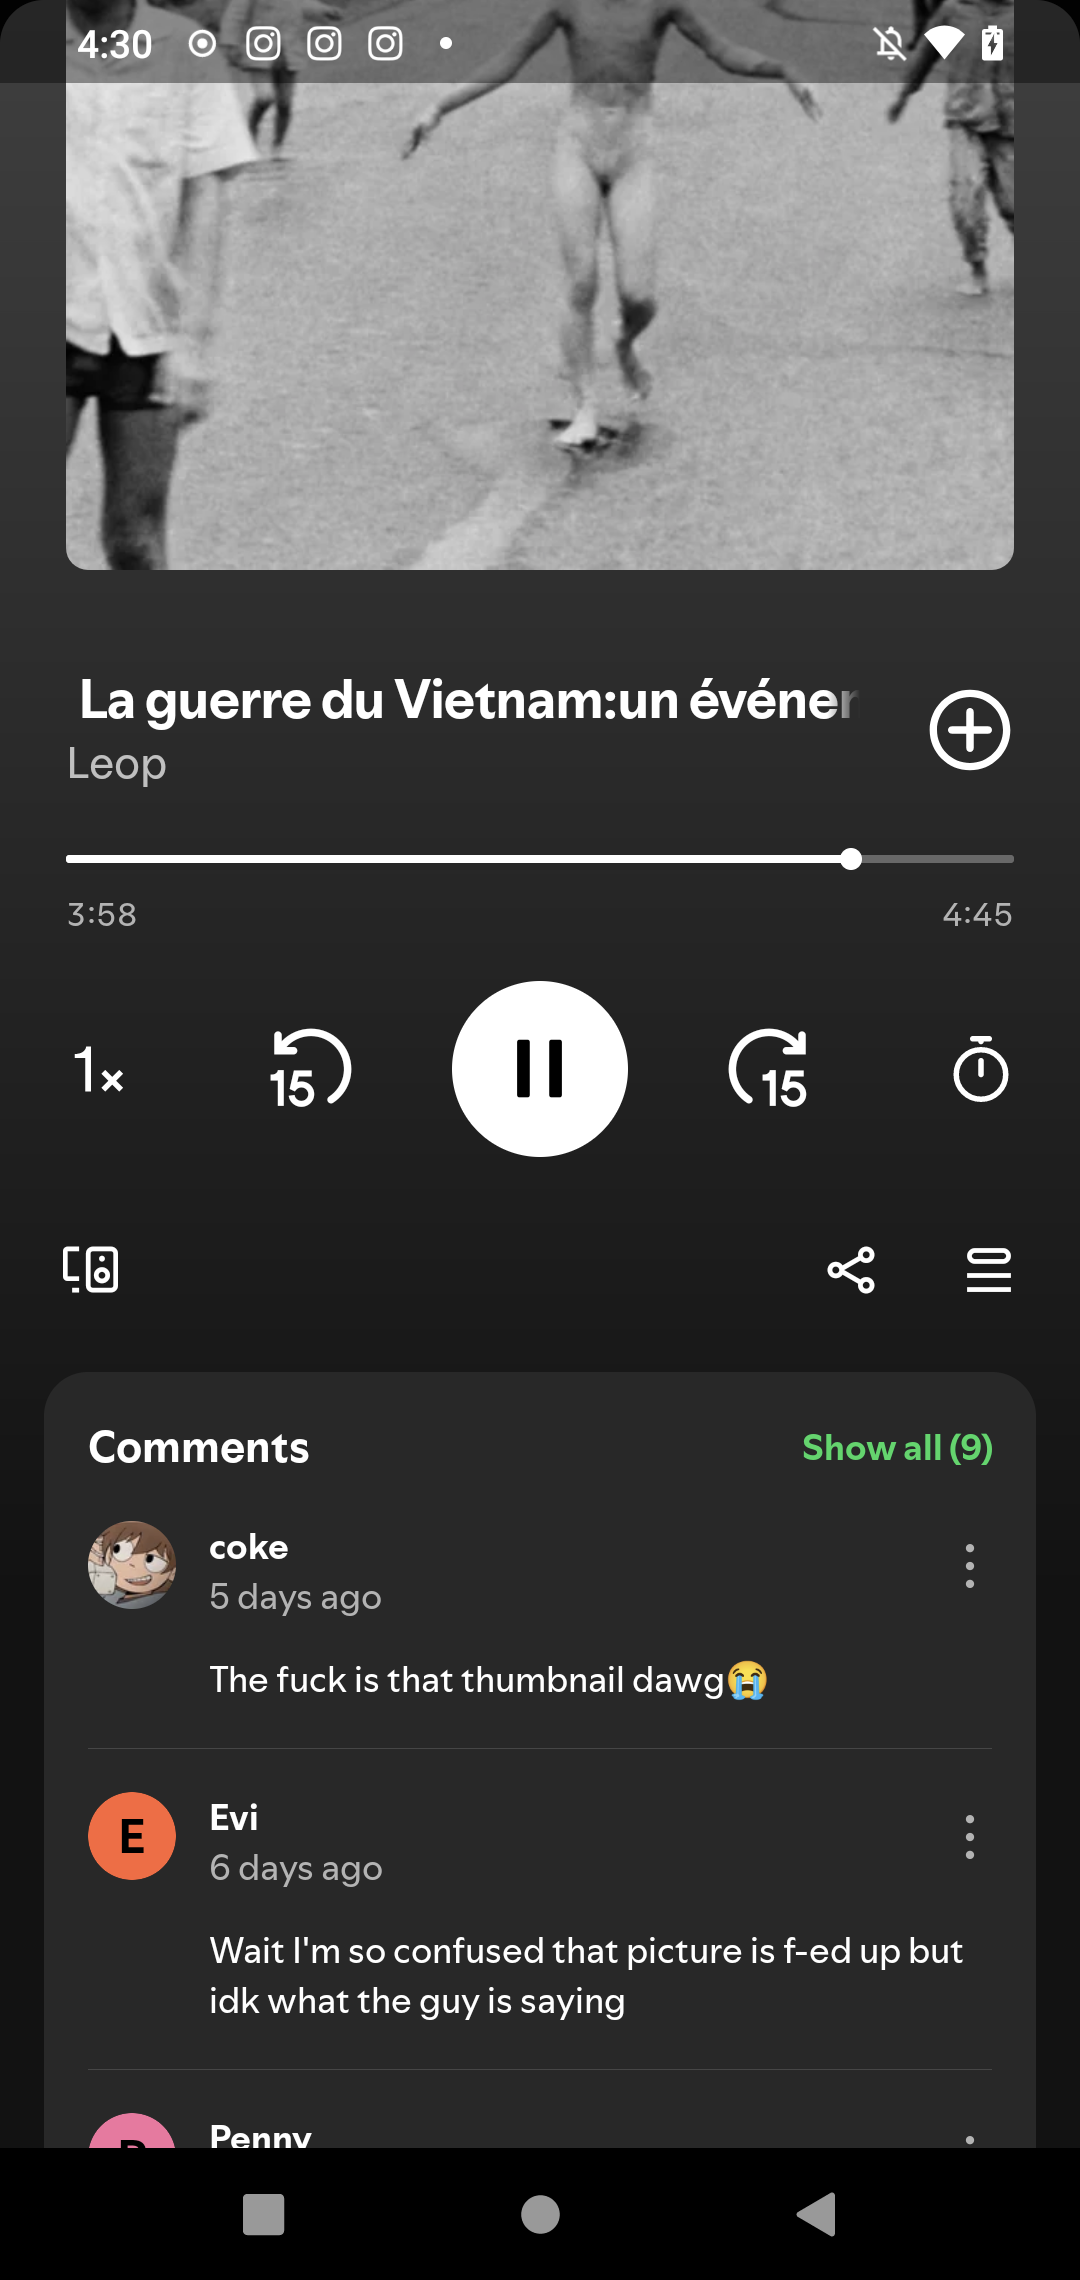 4:30
La guerre du Vietnam:un événer
Leop
3:58
4:45
1×
15
15
Comments
Show all (9)
coke
5 days ago
The fuck is that thumbnail dawg😭
E
Evi
6 days ago
Wait I'm so confused that picture is f-ed up but
idk what the guy is saying
Penny